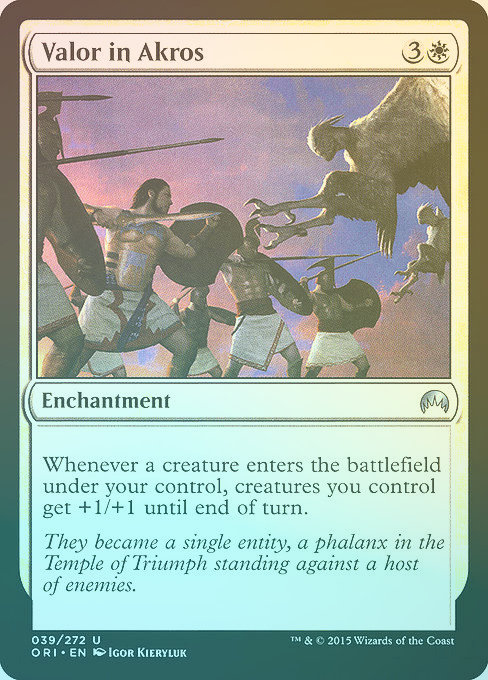 Valor in Akros 3
Enchantment
Whenever a creature enters the battlefield
under your control, creatures you control
get +1/+1 until end of turn.
They became a single entity, a phalanx in the
Temple of Triumph standing against a host
of enemies.
039/272 U
ORI • EN Igor Kieryluk
™ & © 2015 Wizards of the Coast